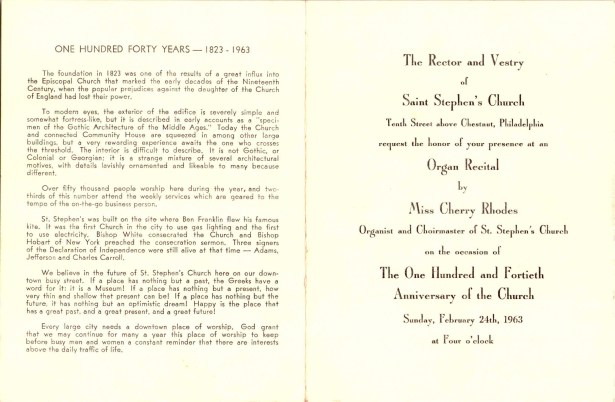 ONE HUNDRED FORTY YEARS — 1823 - 1963
The foundation in 1823 was one of the results of a great influx into
the Episcopal Church that marked the early decades of the Nineteenth
Century, when the popular prejudices against the daughter of the Church
of England had lost their power.
To modern eyes, the exterior of the edifice is severely simple and
somewhat fortress-like, but it is described in early accounts as a "speci-
men of the Gothic Architecture of the Middle Ages." Today the Church
and connected Community House are squeezed in among other large
buildings, but a very rewarding experience awaits the one who crosses
the threshold. The interior is difficult to describe. It is not Gothic, or
Colonial or Georgian; it is a strange mixture of several architectural
motives, with details lavishly ornamented and likeable to many because
different.
Over fifty thousand people worship here during the year, and two-
thirds of this number attend the weekly services which are geared to the
tempo of the on-the-go business person.
St. Stephen's was built on the site where Ben Franklin flew his famous
kite. It was the first Church in the city to use gas lighting and the first
to use electricity. Bishop White consecrated the Church and Bishop
Hobart of New York preached the consecration sermon. Three signers
of the Declaration of Independence were still alive at that time — Adams,
Jefferson and Charles Carroll.
We believe in the future of St. Stephen's Church here on our down-
town busy street. If a place has nothing but a past, the Greeks have a
word for it: it is a Museum! If a place has nothing but a present, how
very thin and shallow that present can be! If a place has nothing but the
future, it has nothing but an optimistic dream! Happy is the place that
has a great past, and a great present, and a great future!
Every large city needs a downtown place of worship. God grant
that we may continue for many a year this place of worship to keep
before busy men and women a constant reminder that there are interests
above the daily traffic of life.
The Rector and Vestry
of
Saint Stephen's Church
Tenth Street above Chestnut, Philadelphia
request the honor of your presence at an
Organ Recital
by
Miss Cherry Rhodes
Organist and Choirmaster of St. Stephen's Church
on the occasion of
The One Hundred and Fortieth
Anniversary of the Church
Sunday, February 24th, 1963
at Four o'clock